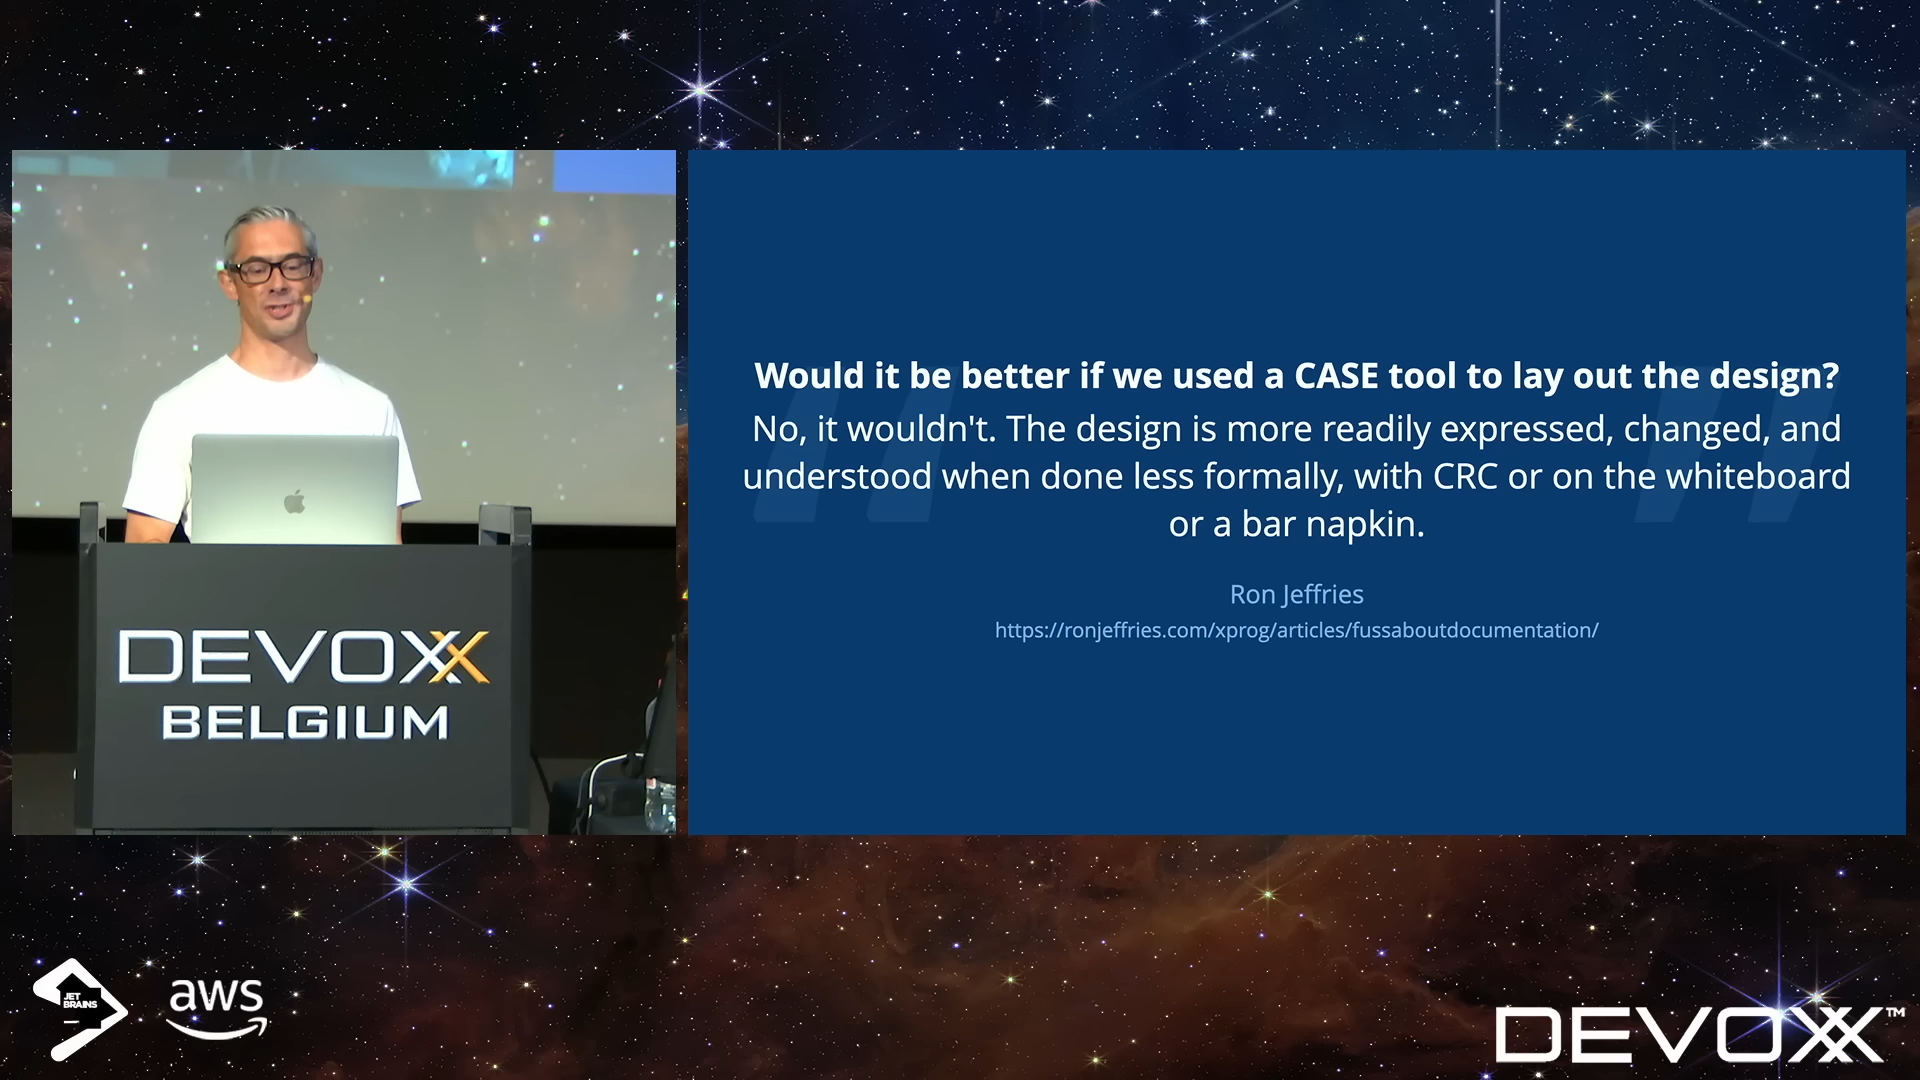 Would it be better if we used a CASE tool to lay out the design?
No, it wouldn't. The design is more readily expressed, changed, and
understood when done less formally, with CRC or on the whiteboard
or a bar napkin.
Ron Jeffries
https://ronjeffries.com/xprog/articles/fussaboutdocumentation/
DEVOXX
BELGIUM
JET
BRAINS
aws
DEVOXX™